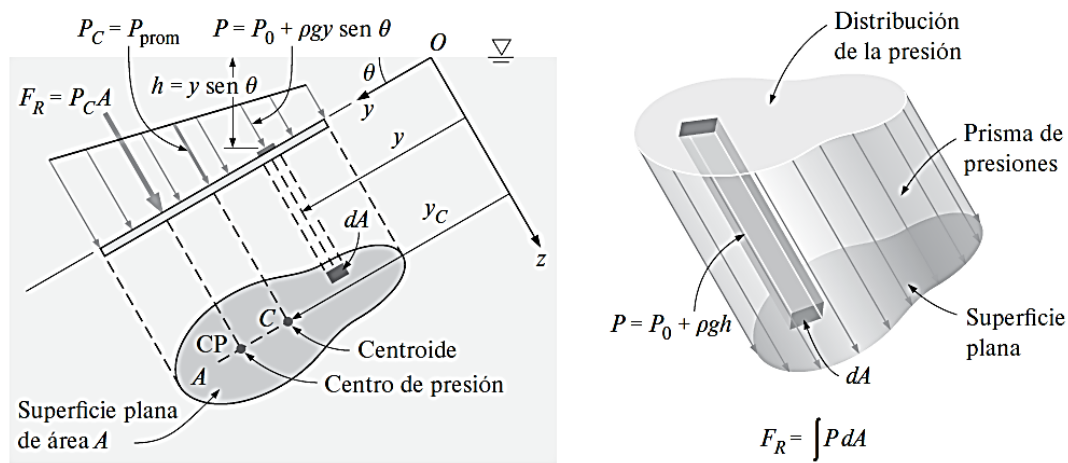 P_C = P_prom
P = P_0 + ρgy sen θ
O
θ
h = y sen θ
F_R = P_C A
y
y
y_C
dA
z
C
CP
Centroide
A
Centro de presión
Superficie plana
de área A
Distribución
de la presión
Prisma de
presiones
P = P_0 + ρgh
Superficie
plana
dA
F_R = ∫ P dA